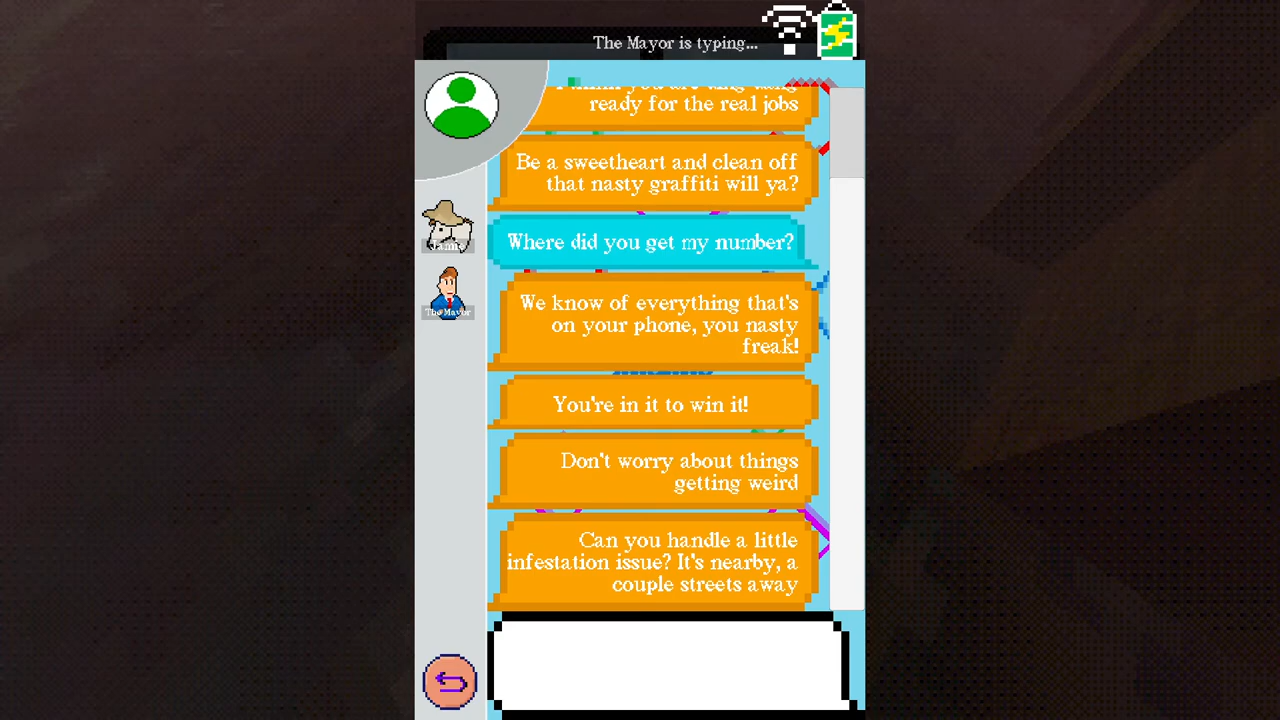 The Mayor is typing...
ready for the real jobs
Be a sweetheart and clean off
that nasty graffiti will ya?
Where did you get my number?
We know of everything that's
on your phone, you nasty
freak!
You're in it to win it!
Don't worry about things
getting weird
Can you handle a little
infestation issue? It's nearby, a
couple streets away
Jamie
The Mayor